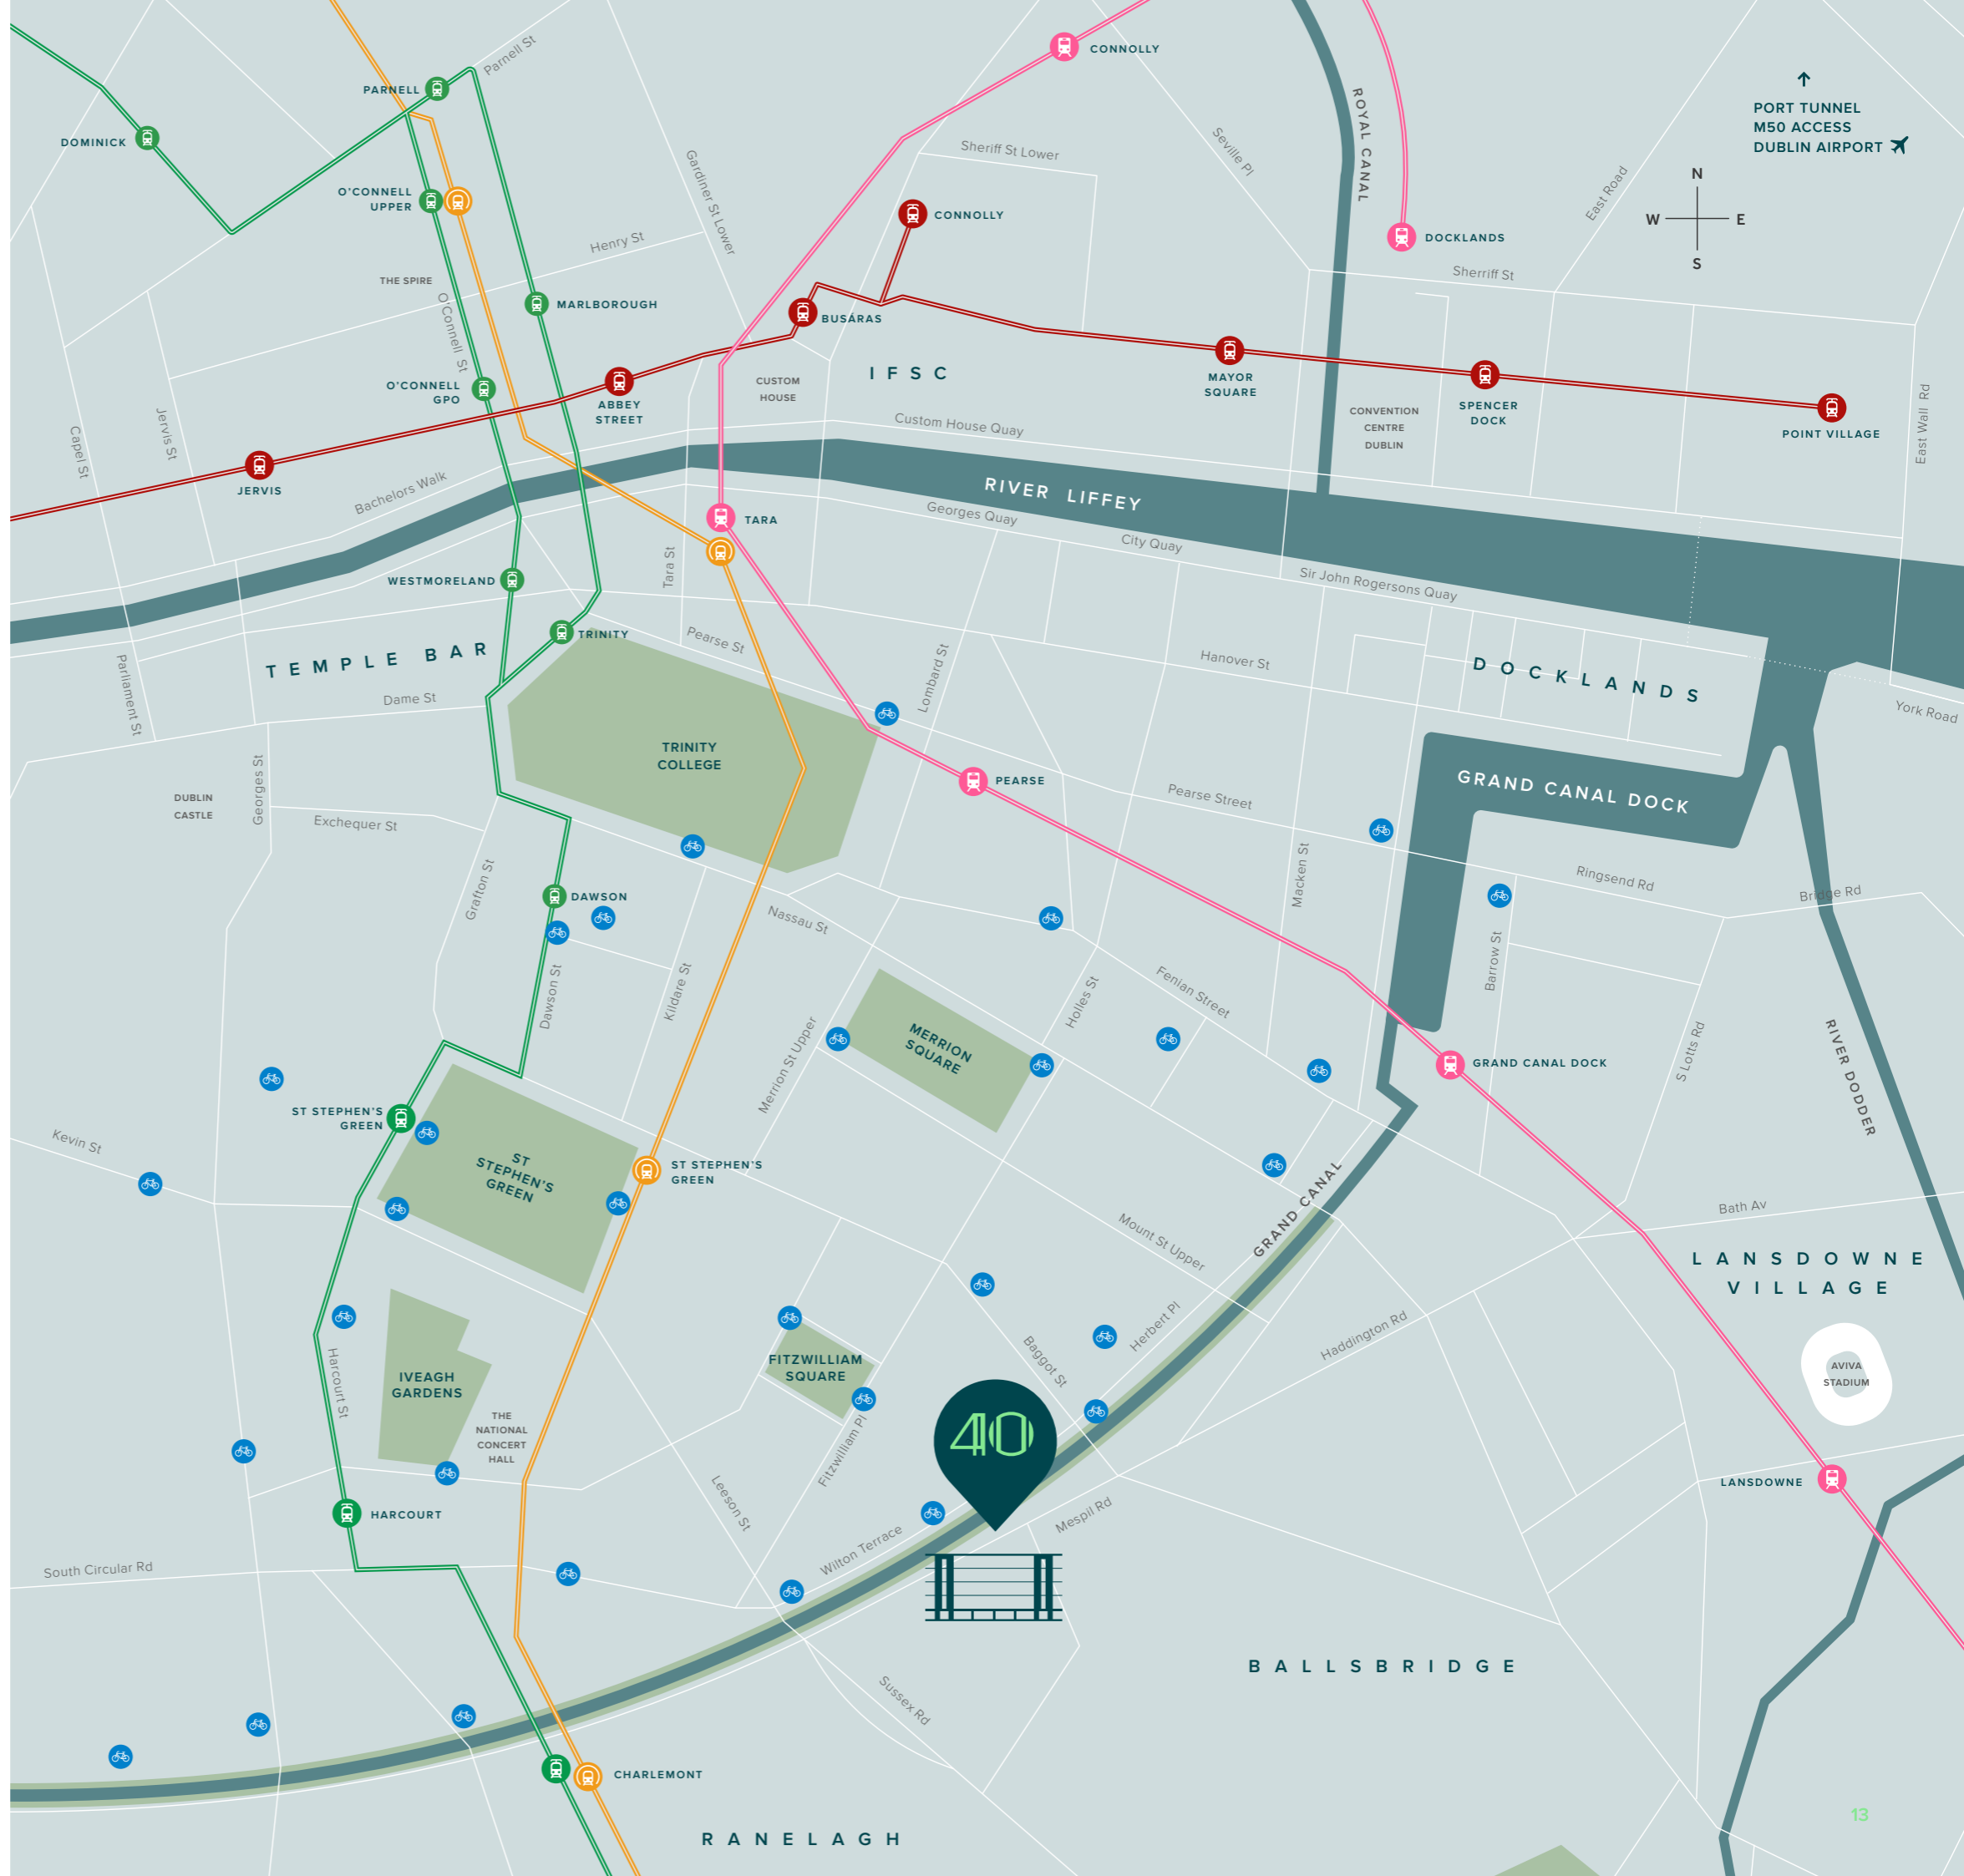 CONNOLLY
Parnell St
PARNELL
DOMINICK
ROYAL CANAL
PORT TUNNEL
M50 ACCESS
DUBLIN AIRPORT
Sheriff St Lower
Seville Pl
Gardiner St Lower
East Road
N
W
E
S
O'CONNELL
UPPER
CONNOLLY
DOCKLANDS
Henry St
Sherriff St
THE SPIRE
O'Connell St
MARLBOROUGH
BUSÁRAS
IFSC
MAYOR
SQUARE
SPENCER
DOCK
POINT VILLAGE
East Wall Rd
O'CONNELL
GPO
ABBEY
STREET
CUSTOM
HOUSE
CONVENTION
CENTRE
DUBLIN
Capel St
Jervis St
JERVIS
Bachelors Walk
Custom House Quay
RIVER LIFFEY
Georges Quay
City Quay
Sir John Rogersons Quay
TARA
Tara St
WESTMORELAND
TRINITY
Pearse St
TEMPLE BAR
Parliament St
Dame St
Lombard St
Hanover St
DOCKLANDS
York Road
TRINITY
COLLEGE
PEARSE
Pearse Street
GRAND CANAL DOCK
DUBLIN
CASTLE
Georges St
Exchequer St
Grafton St
DAWSON
Nassau St
Macken St
Ringsend Rd
Bridge Rd
Barrow St
Dawson St
Kildare St
Merrion St Upper
MERRION
SQUARE
Holles St
Fenian Street
GRAND CANAL DOCK
S Lotts Rd
RIVER DODDER
ST STEPHEN'S
GREEN
Kevin St
ST
STEPHEN'S
GREEN
ST STEPHEN'S
GREEN
GRAND CANAL
Mount St Upper
Bath Av
LANSDOWNE
VILLAGE
Herbert Pl
Haddington Rd
Baggot St
AVIVA
STADIUM
Harcourt St
IVEAGH
GARDENS
THE
NATIONAL
CONCERT
HALL
FITZWILLIAM
SQUARE
Fitzwilliam Pl
40
LANSDOWNE
HARCOURT
Leeson St
Wilton Terrace
Mespil Rd
South Circular Rd
BALLSBRIDGE
Sussex Rd
CHARLEMONT
RANELAGH
13